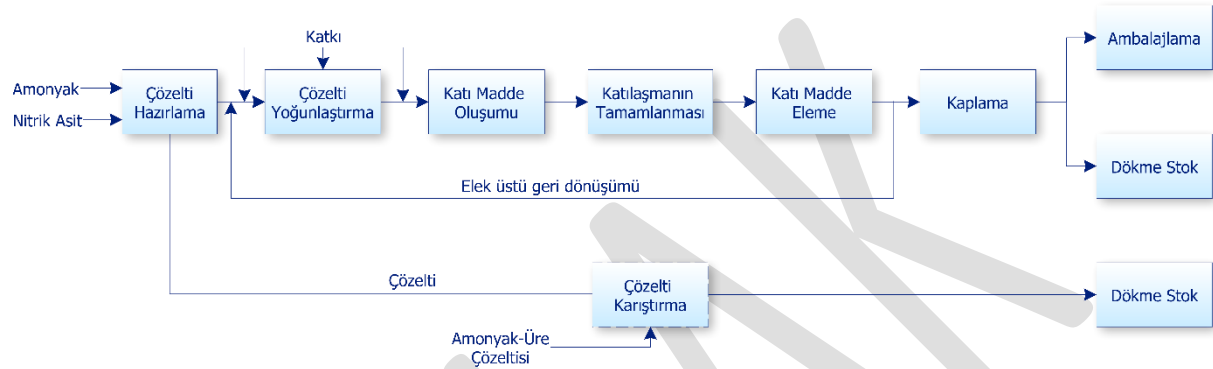 Katkı
Ambalajlama
Amonyak
Nitrik Asit
Çözelti
Hazırlama
Çözelti
Yoğunlaştırma
Katı Madde
Oluşumu
Katılaşmanın
Tamamlanması
Katı Madde
Eleme
Kaplama
Elek üstü geri dönüşümü
Dökme Stok
Çözelti
Çözelti
Karıştırma
Dökme Stok
Amonyak-Üre
Çözeltisi